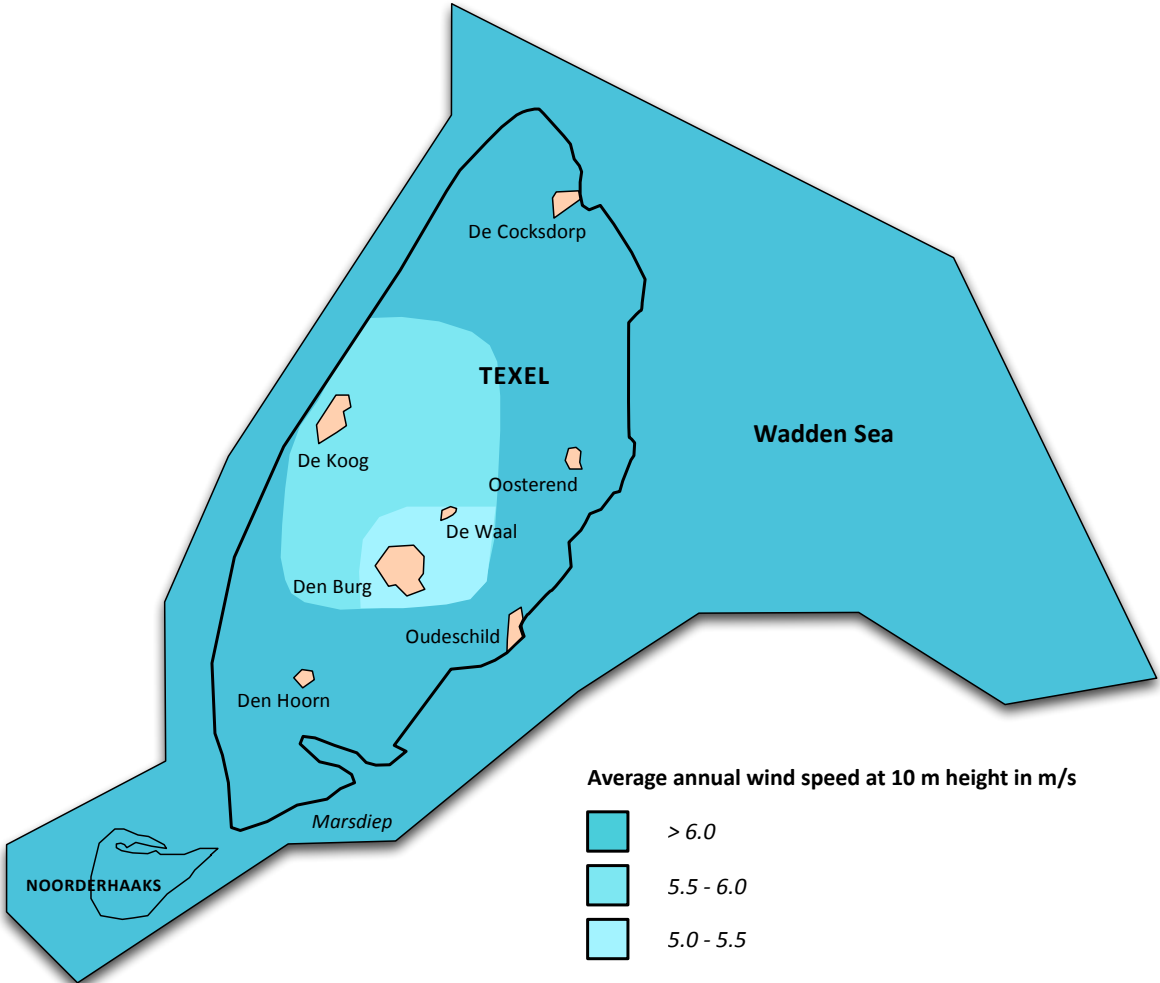 De Cocksdorp
TEXEL
Wadden Sea
De Koog
Oosterend
De Waal
Den Burg
Oudeschild
Den Hoorn
Marsdiep
NOORDERHAAKS
Average annual wind speed at 10 m height in m/s
> 6.0
5.5 - 6.0
5.0 - 5.5